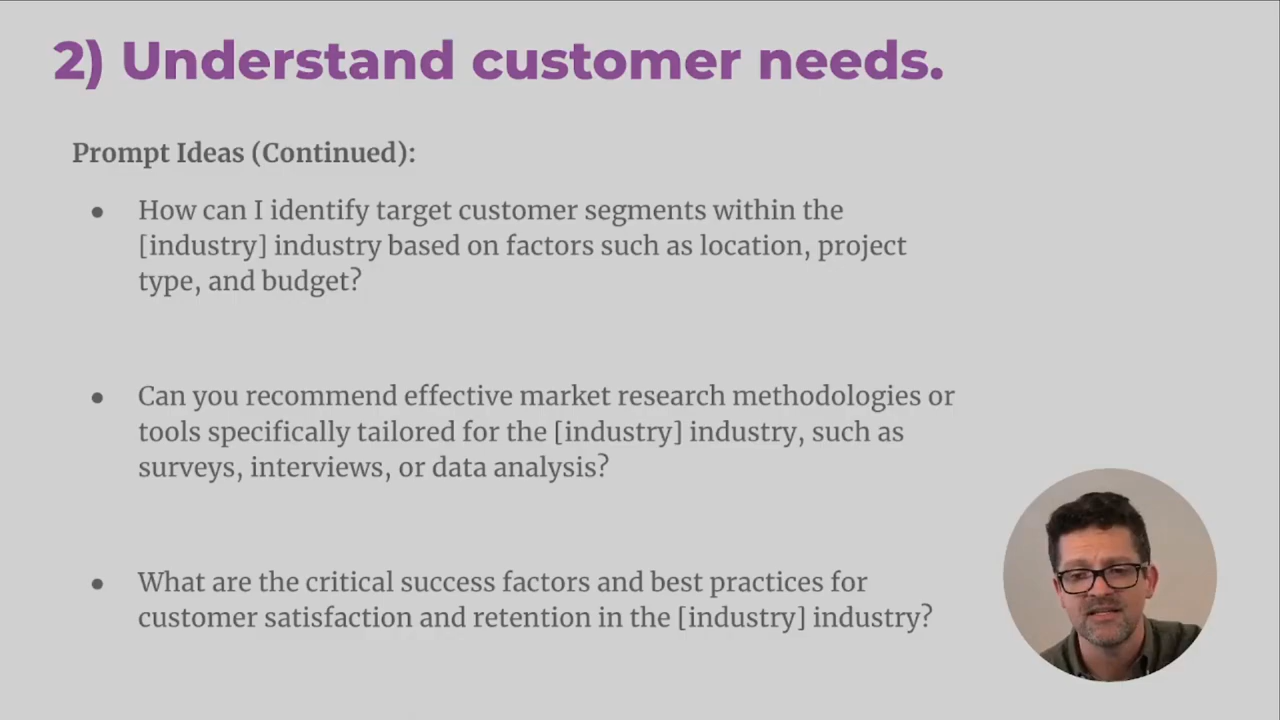 2) Understand customer needs.
Prompt Ideas (Continued):
● How can I identify target customer segments within the
[industry] industry based on factors such as location, project
type, and budget?
● Can you recommend effective market research methodologies or
tools specifically tailored for the [industry] industry, such as
surveys, interviews, or data analysis?
● What are the critical success factors and best practices for
customer satisfaction and retention in the [industry] industry?